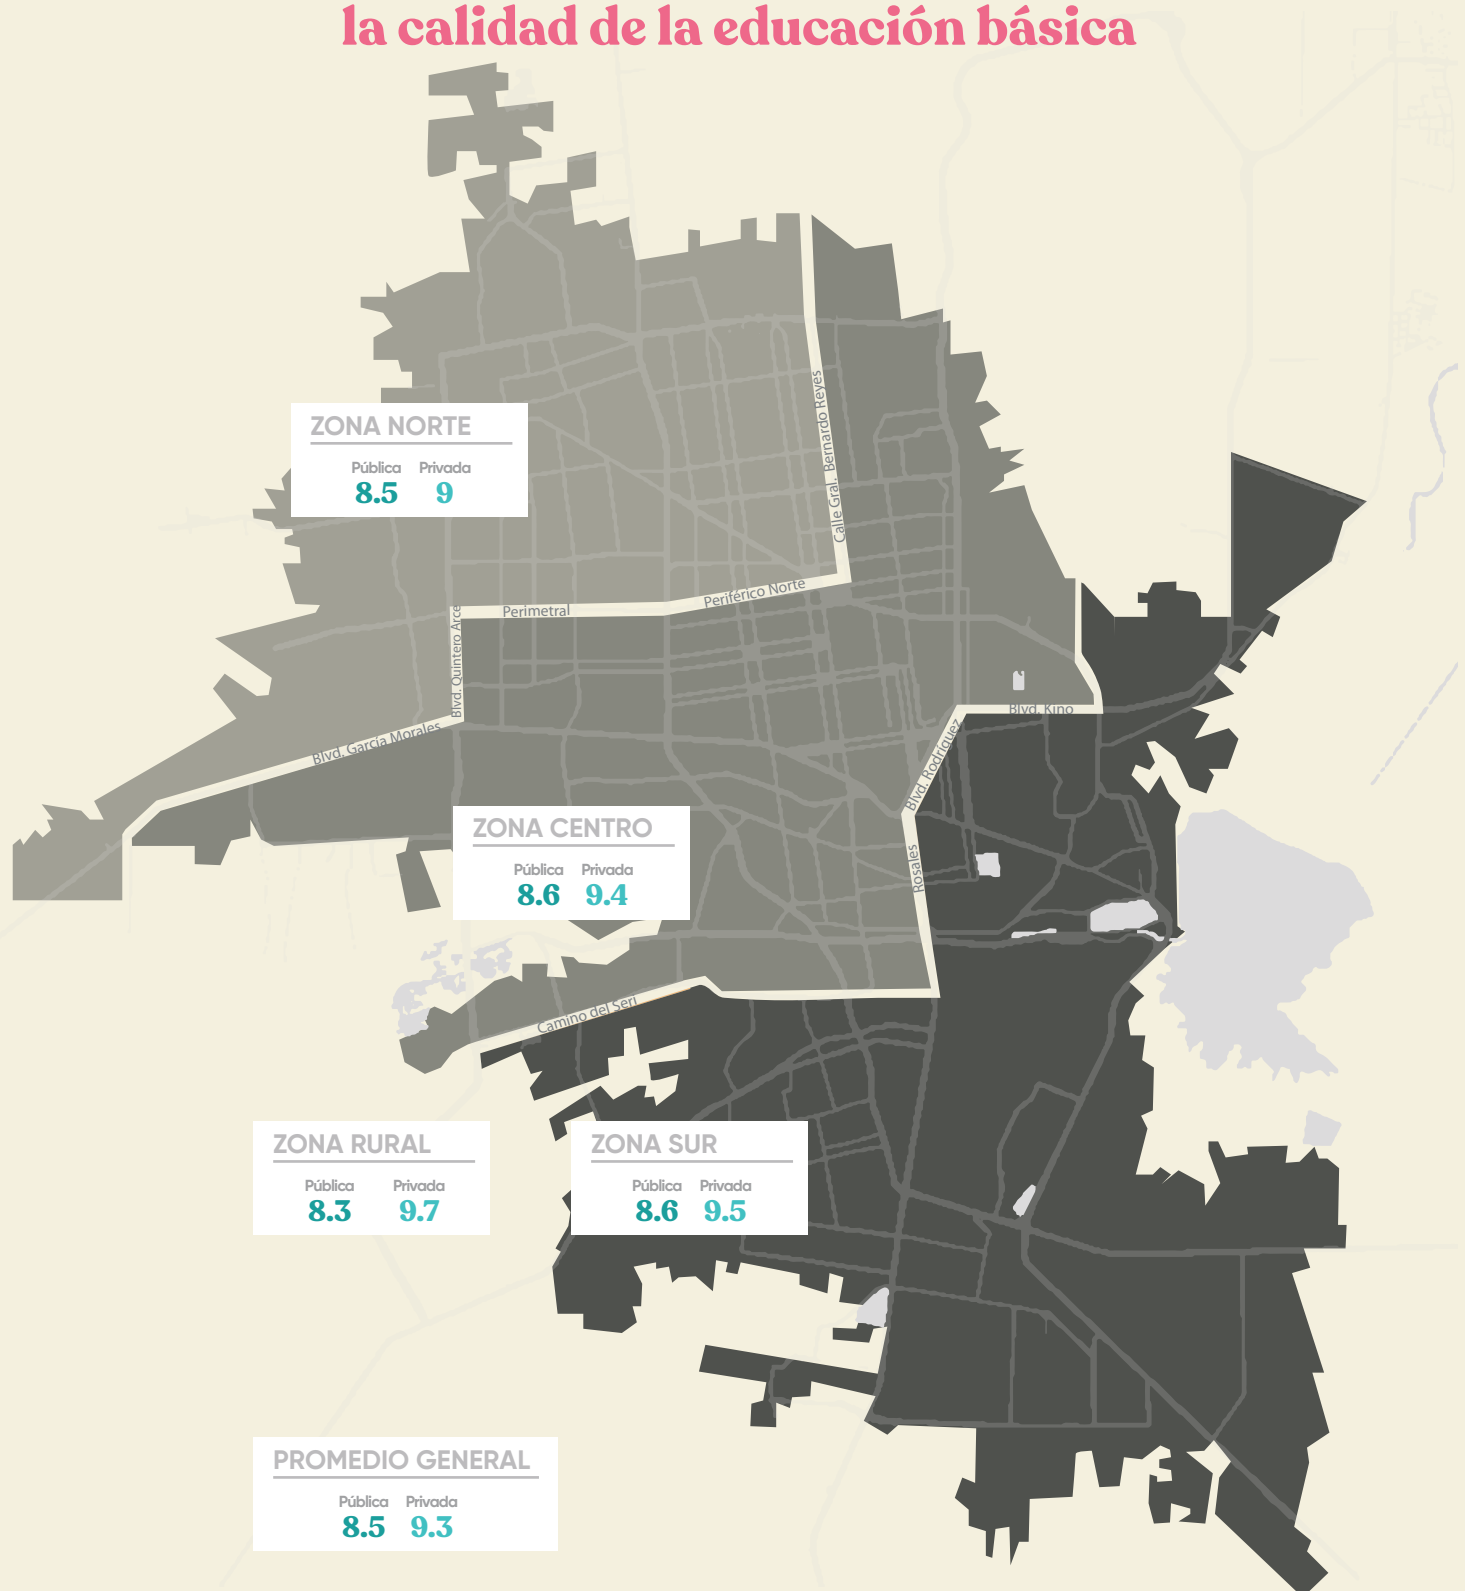 la calidad de la educación básica
Calle Gral. Bernardo Reyes
ZONA NORTE
Pública Privada
8.5 9
Periférico Norte
Perimetral
Blvd. Quintero Arce
Blvd. García Morales
Blvd. Kino
Blvd. Rodríguez
ZONA CENTRO
Pública Privada
8.6 9.4
Rosales
Camino del Seri
ZONA RURAL
Pública Privada
8.3 9.7
ZONA SUR
Pública Privada
8.6 9.5
PROMEDIO GENERAL
Pública Privada
8.5 9.3